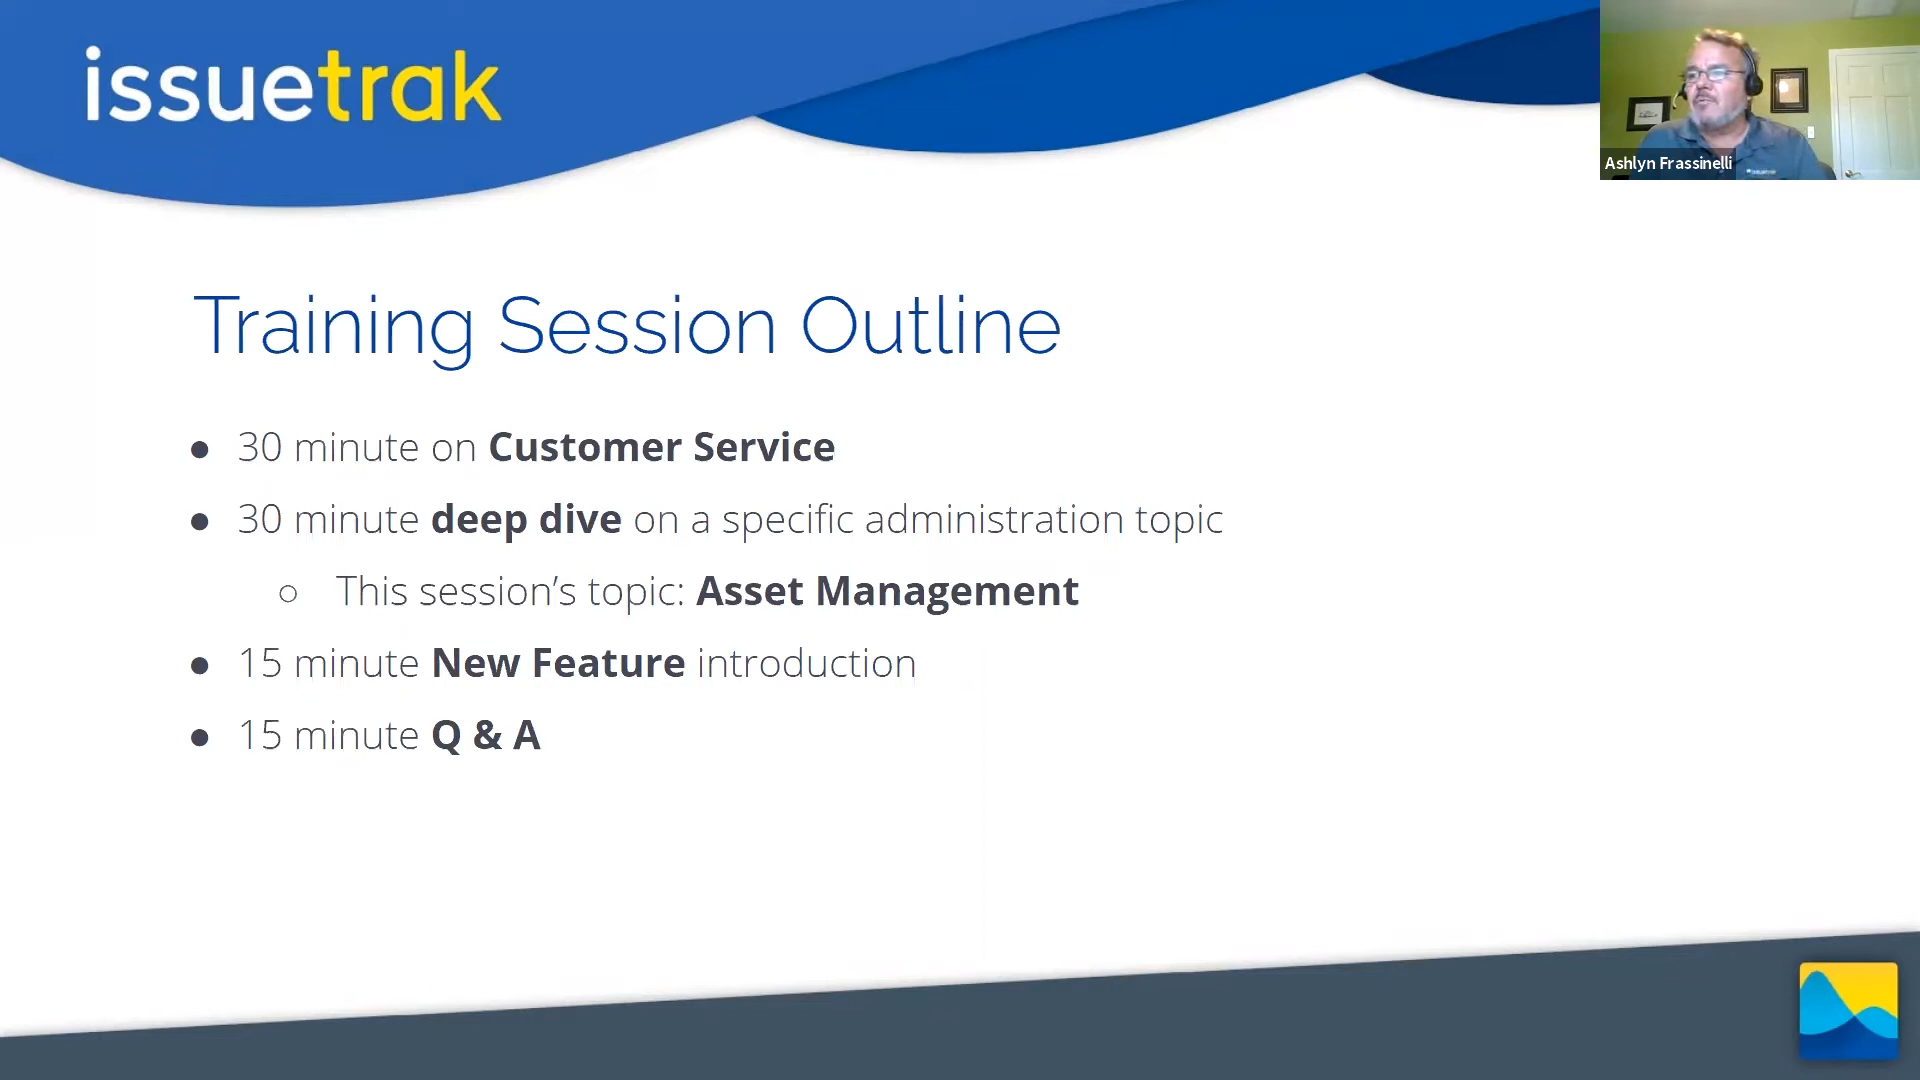 issuetrak
Ashlyn Frassinelli
Training Session Outline
● 30 minute on Customer Service
● 30 minute deep dive on a specific administration topic
○ This session’s topic: Asset Management
● 15 minute New Feature introduction
● 15 minute Q & A